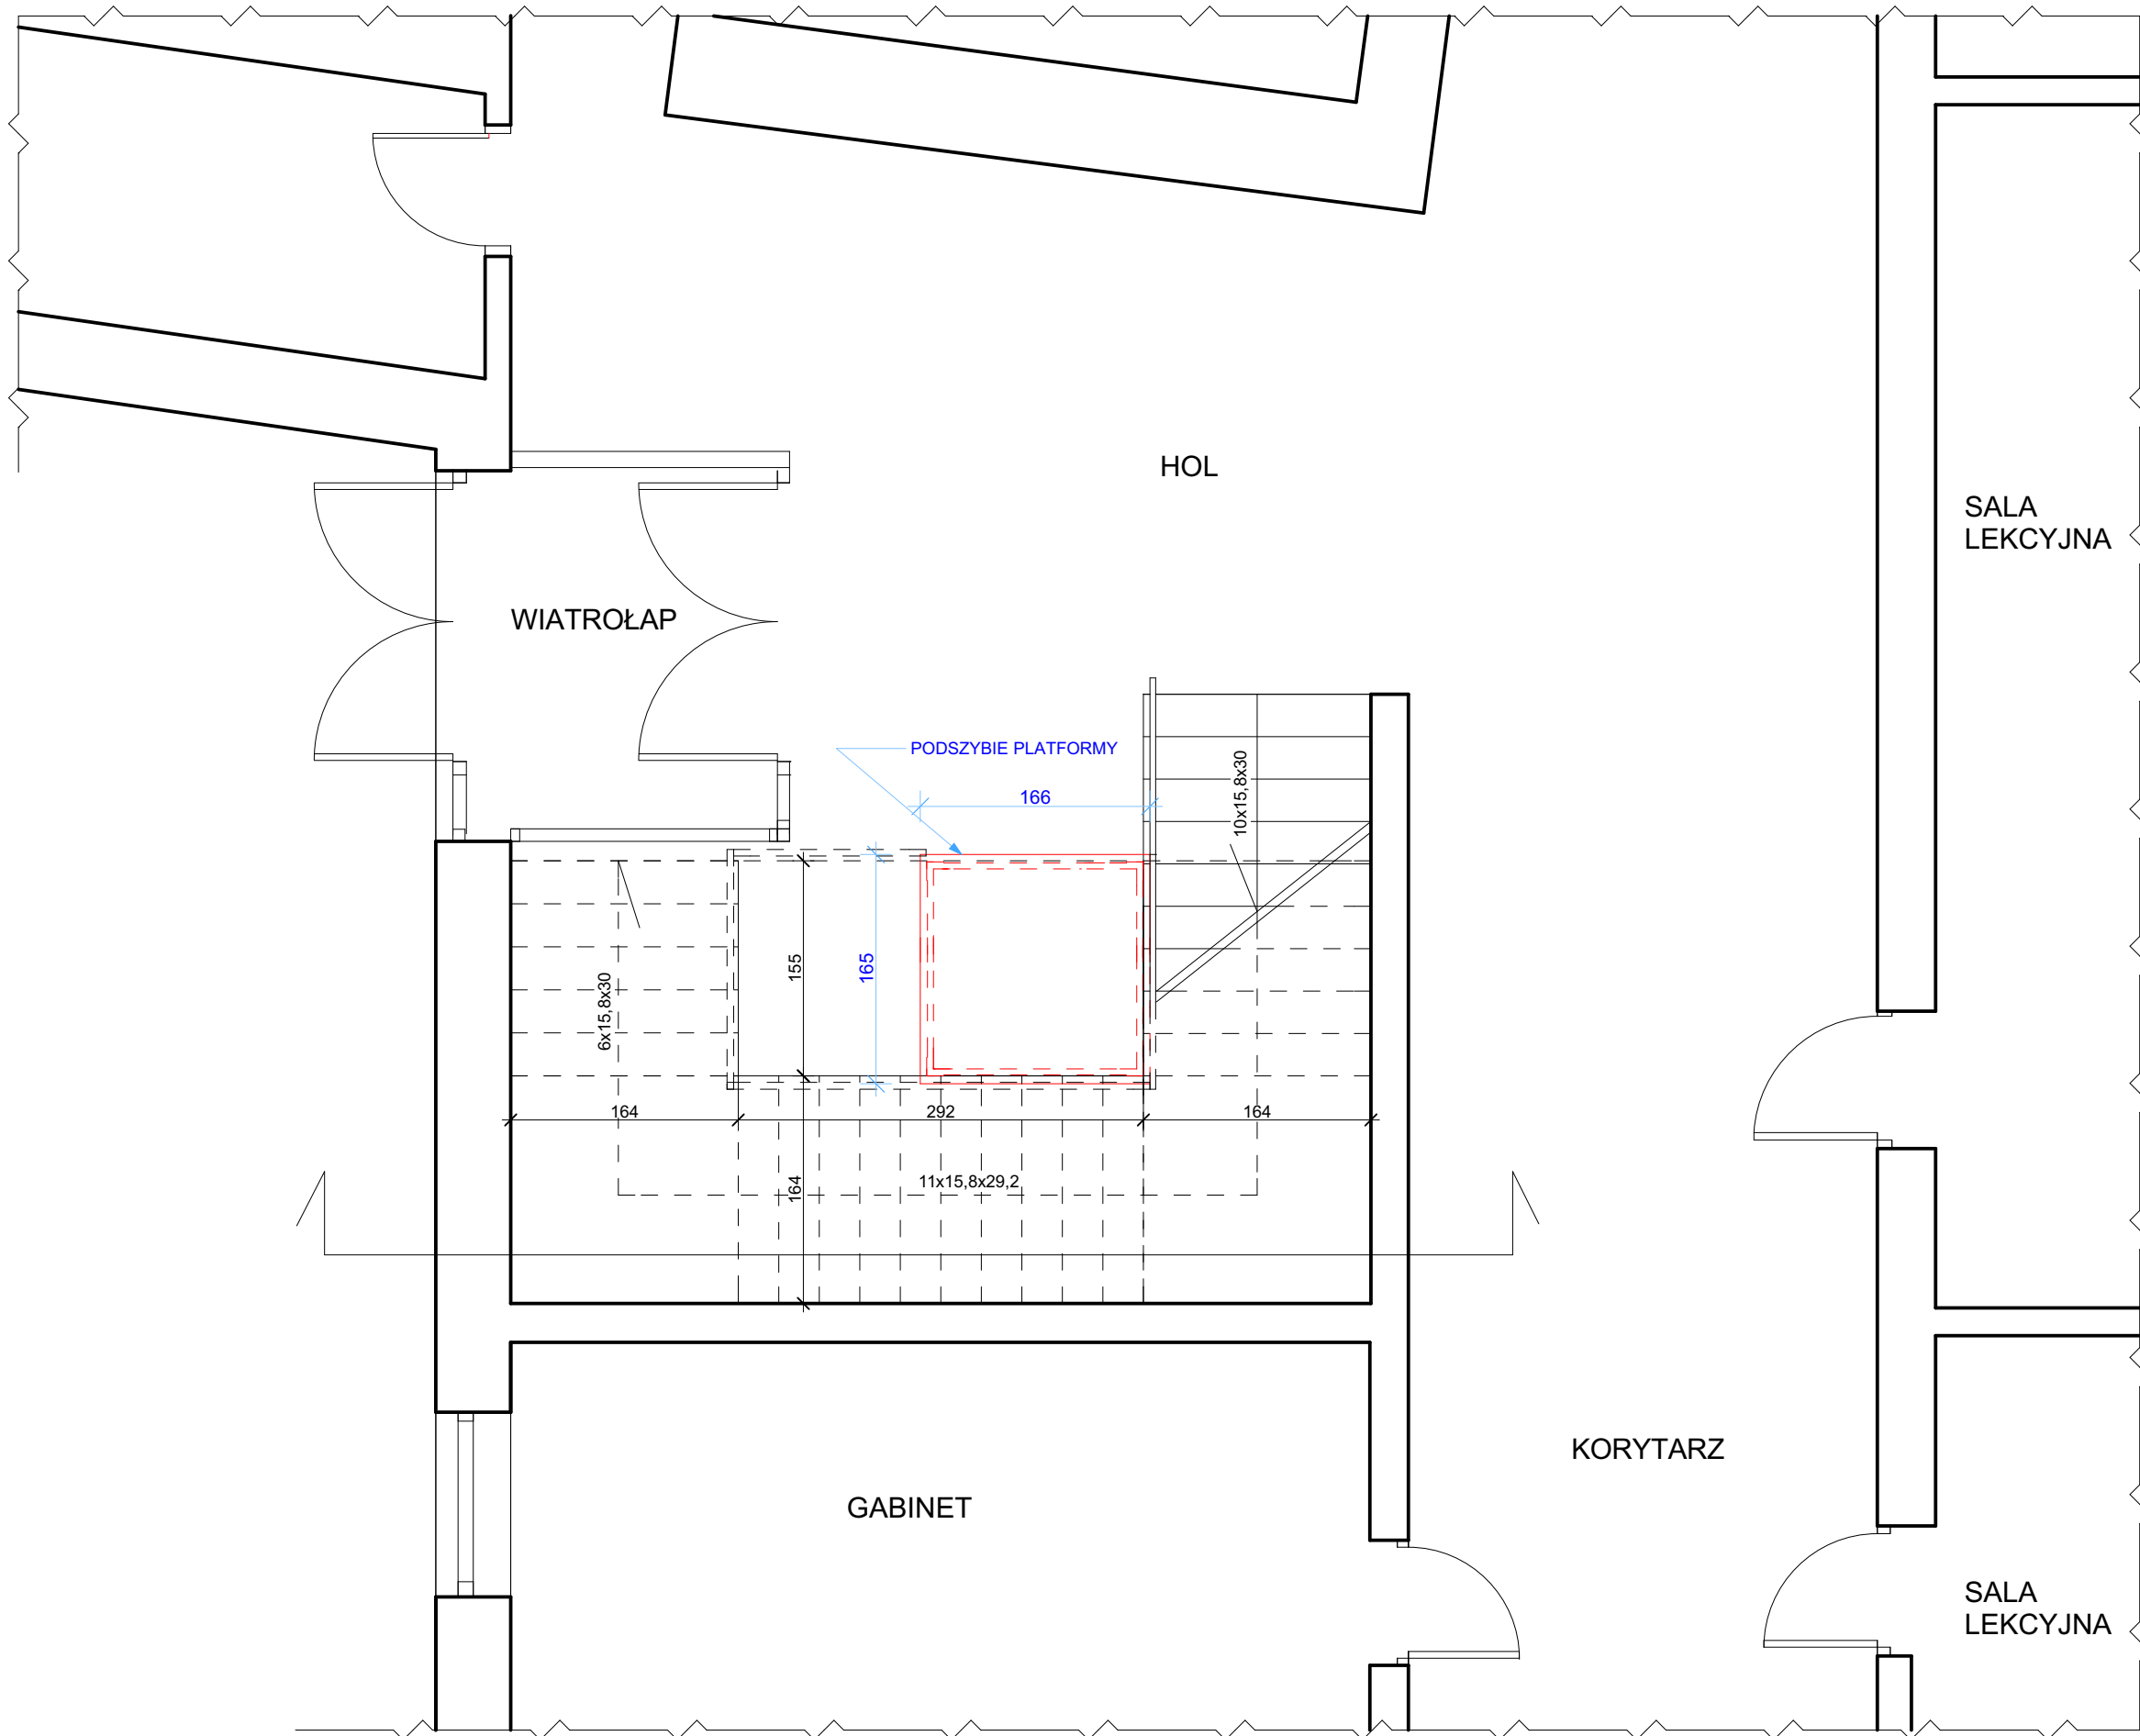 HOL
SALA
LEKCYJNA
WIATROŁAP
PODSZYBIE PLATFORMY
166
10x15,8x30
155
165
6x15,8x30
164
292
164
11x15,8x29,2
164
KORYTARZ
GABINET
SALA
LEKCYJNA